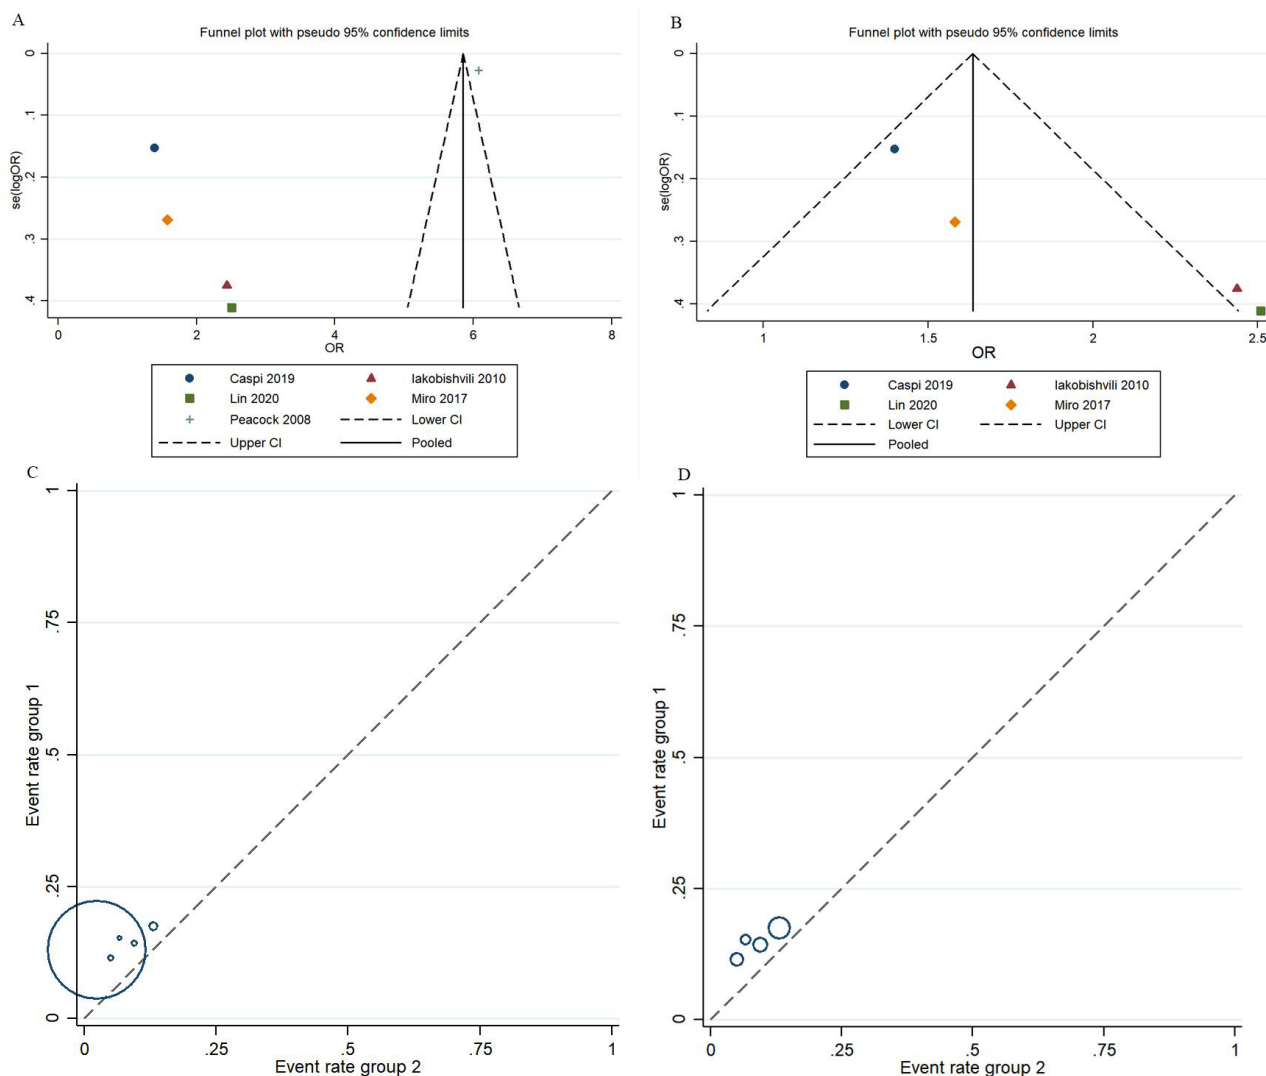 A
Funnel plot with pseudo 95% confidence limits
se(logOR)
0
.1
.2
.3
.4
0 2 4 6 8
OR
Caspi 2019 Iakobishvili 2010
Lin 2020 Miro 2017
Peacock 2008 Lower CI
Upper CI Pooled
B
Funnel plot with pseudo 95% confidence limits
se(logOR)
0
.1
.2
.3
.4
1 1.5 2 2.5
OR
Caspi 2019 Iakobishvili 2010
Lin 2020 Miro 2017
Lower CI Upper CI
Pooled
C
Event rate group 1
1
.75
.5
.25
0
0 .25 .5 .75 1
Event rate group 2
D
Event rate group 1
1
.75
.5
.25
0
0 .25 .5 .75 1
Event rate group 2